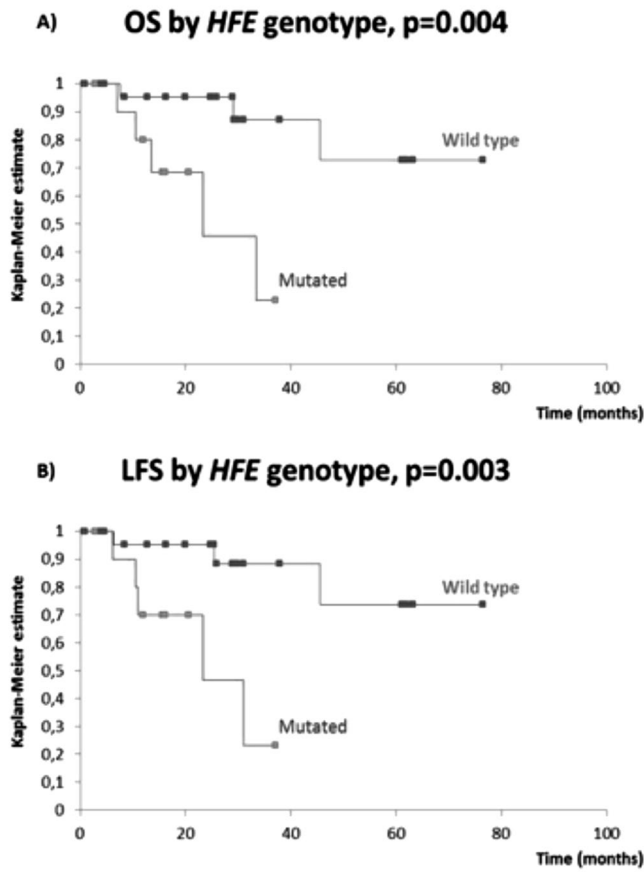 A) OS by HFE genotype, p=0.004
Kaplan-Meier estimate
1
0,9
0,8
0,7
0,6
0,5
0,4
0,3
0,2
0,1
0
Wild type
Mutated
0 20 40 60 80 100
Time (months)
B) LFS by HFE genotype, p=0.003
Kaplan-Meier estimate
1
0,9
0,8
0,7
0,6
0,5
0,4
0,3
0,2
0,1
0
Wild type
Mutated
0 20 40 60 80 100
Time (months)